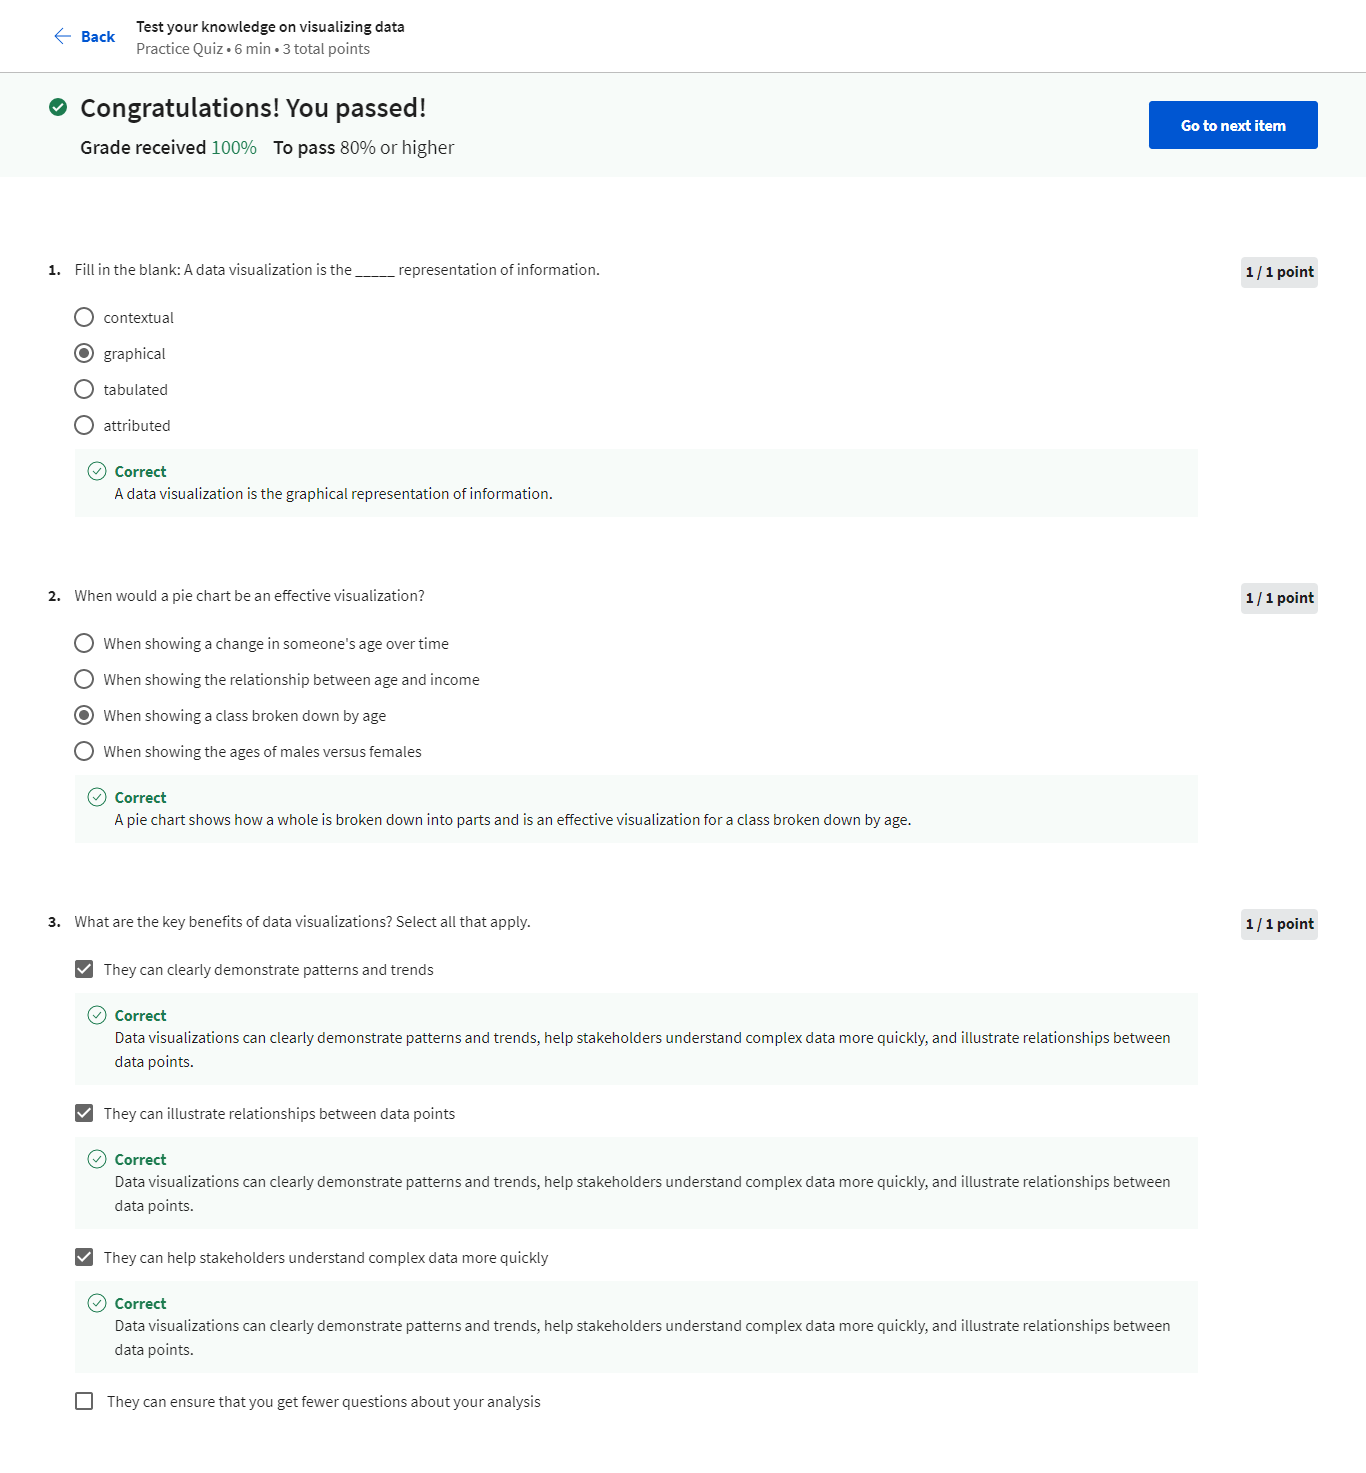 Back
Test your knowledge on visualizing data
Practice Quiz • 6 min • 3 total points
Congratulations! You passed!
Grade received 100% To pass 80% or higher
Go to next item
1. Fill in the blank: A data visualization is the _____ representation of information.
1 / 1 point
contextual
graphical
tabulated
attributed
Correct
A data visualization is the graphical representation of information.
2. When would a pie chart be an effective visualization?
1 / 1 point
When showing a change in someone's age over time
When showing the relationship between age and income
When showing a class broken down by age
When showing the ages of males versus females
Correct
A pie chart shows how a whole is broken down into parts and is an effective visualization for a class broken down by age.
3. What are the key benefits of data visualizations? Select all that apply.
1 / 1 point
They can clearly demonstrate patterns and trends
Correct
Data visualizations can clearly demonstrate patterns and trends, help stakeholders understand complex data more quickly, and illustrate relationships between
data points.
They can illustrate relationships between data points
Correct
Data visualizations can clearly demonstrate patterns and trends, help stakeholders understand complex data more quickly, and illustrate relationships between
data points.
They can help stakeholders understand complex data more quickly
Correct
Data visualizations can clearly demonstrate patterns and trends, help stakeholders understand complex data more quickly, and illustrate relationships between
data points.
They can ensure that you get fewer questions about your analysis